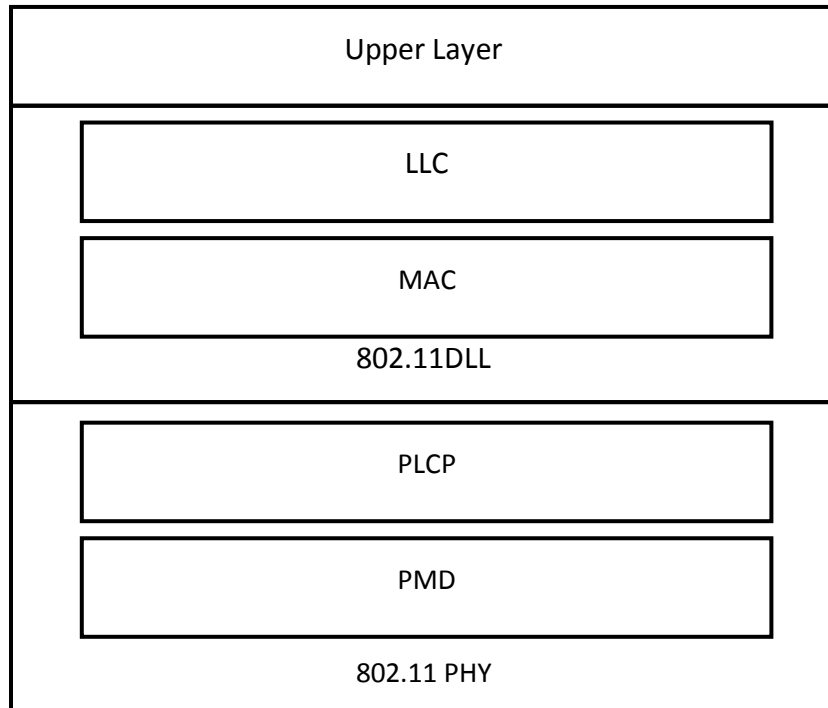 Upper Layer
LLC
MAC
802.11DLL
PLCP
PMD
802.11 PHY